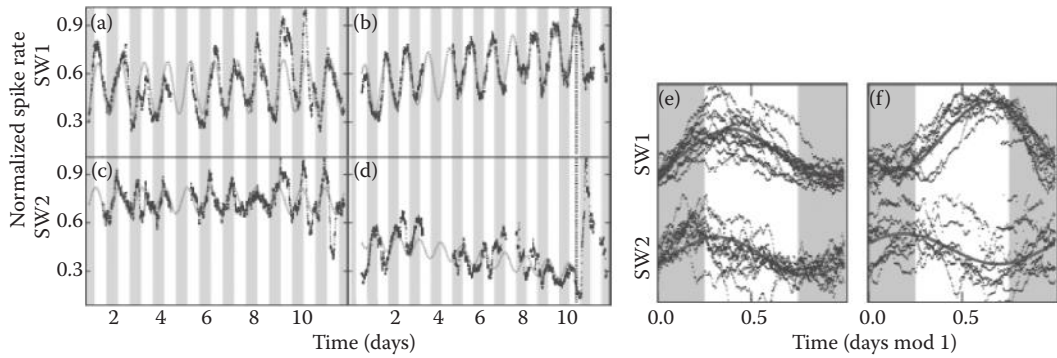 Normalized spike rate
SW1
SW2
0.9
0.6
0.3
0.9
0.6
0.3
(a)
(b)
(c)
(d)
2
4
6
8
10
2
4
6
8
10
Time (days)
(e)
(f)
SW1
SW2
0.0
0.5
0.0
0.5
Time (days mod 1)